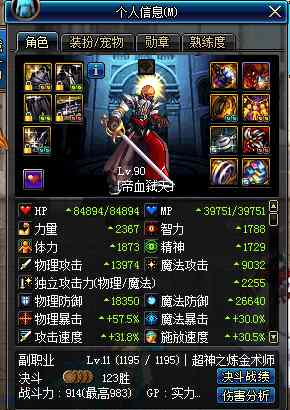 个人信息(M)
角色 装扮/宠物 勋章 熟练度
Lv.90
[帝血弑天]
HP 84894/84894 MP 39751/39751
力量 2367 智力 1788
体力 1873 精神 1729
物理攻击 13974 魔法攻击 9032
独立攻击力(物理/魔法) 2255
物理防御 18350 魔法防御 26640
物理暴击 +57.5% 魔法暴击 +30.0%
攻击速度 +31.8% 施放速度 +30.5%
副职业 Lv.11 (1195 / 1195) | 超神之炼金术师
决斗 123胜 决斗战绩
战斗力: 914(最高983) GP: 实力... 伤害分析